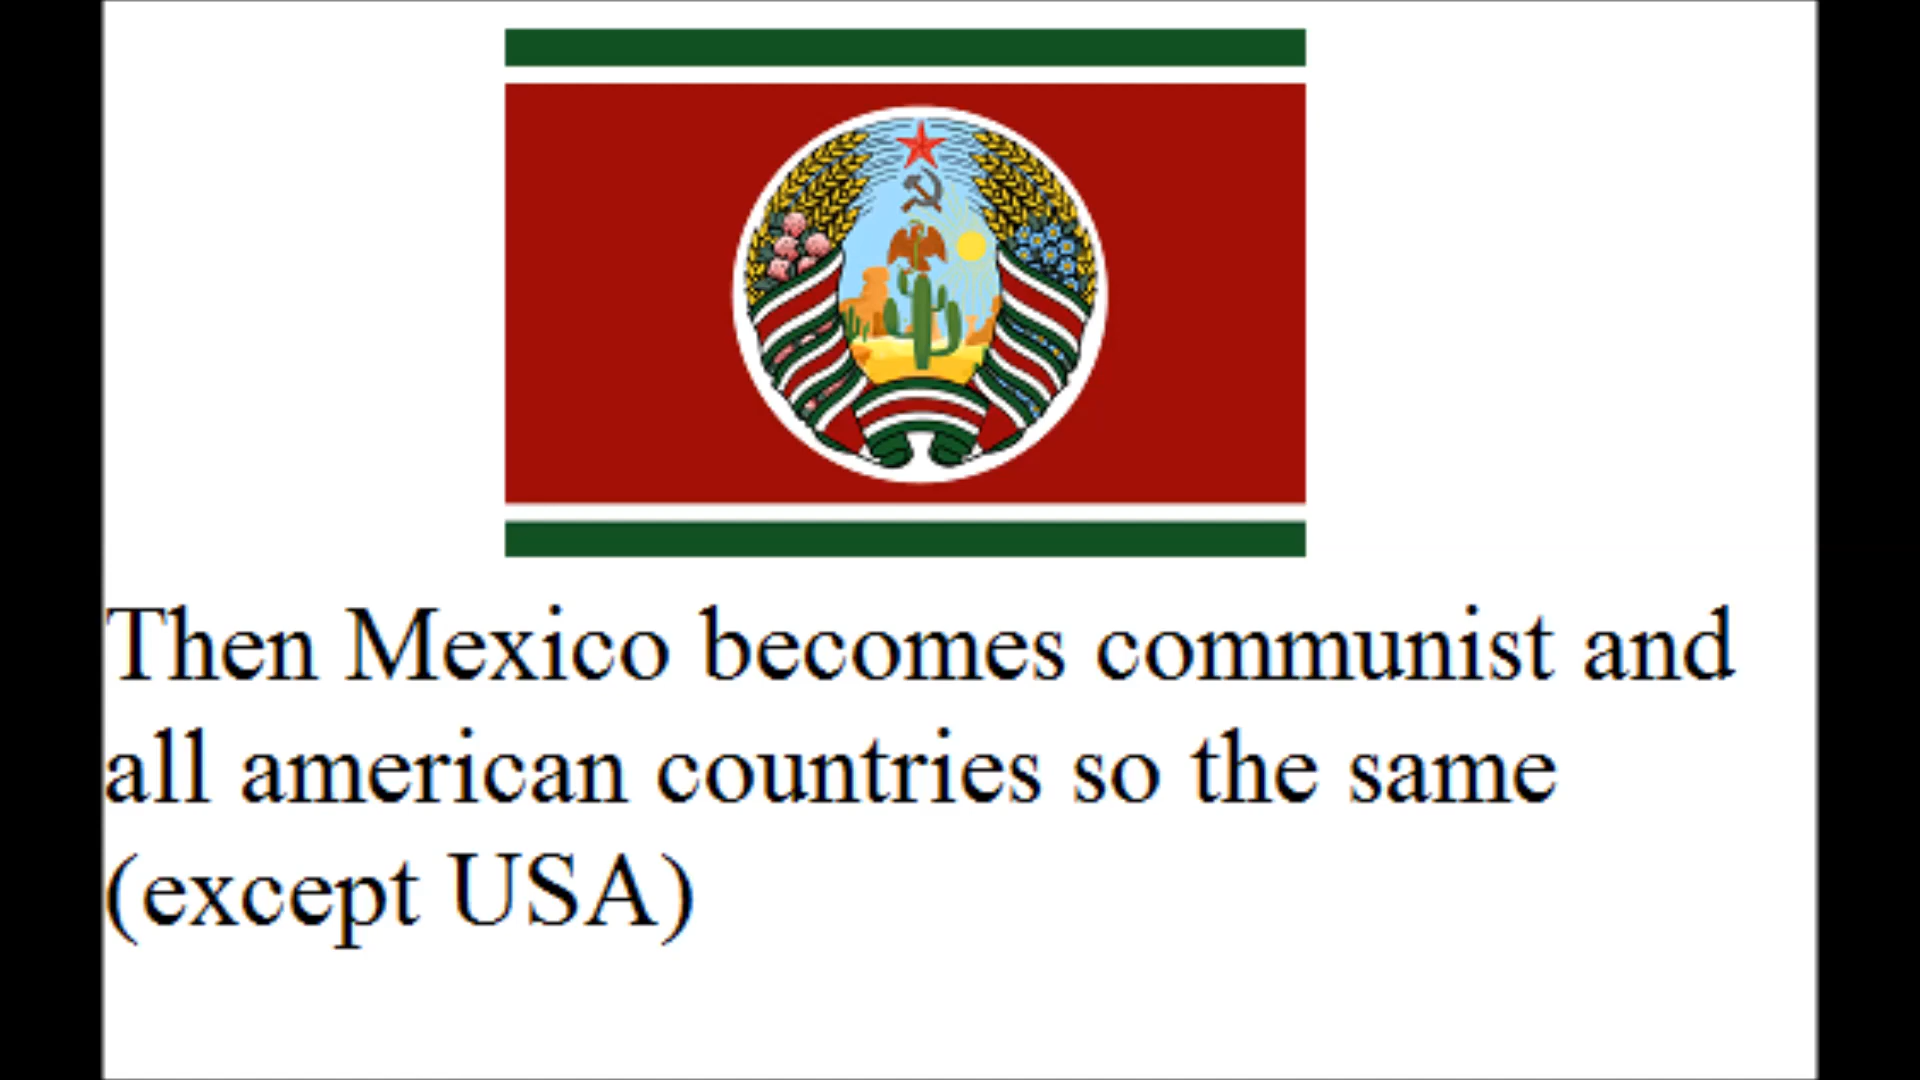 Then Mexico becomes communist and
all american countries so the same
(except USA)